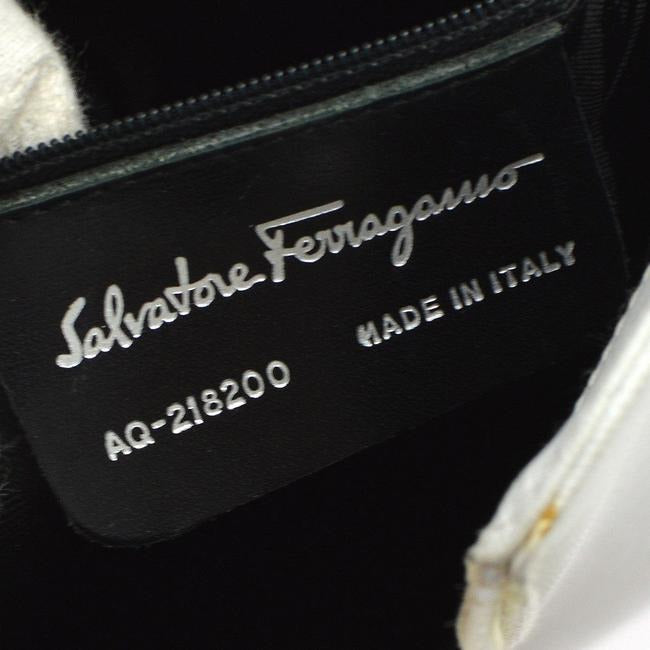 Salvatore Ferragamo
AQ-218200 MADE IN ITALY